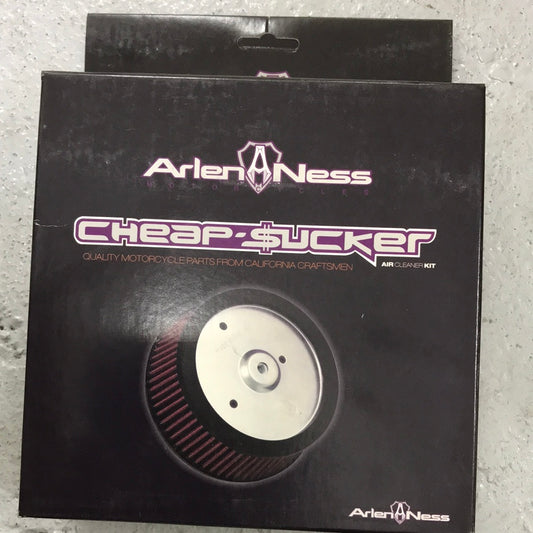 Arlen Ness
MOTORCYCLES
CHEAP-$UCKER
QUALITY MOTORCYCLE PARTS FROM CALIFORNIA CRAFTSMEN
AIR CLEANER KIT
Arlen Ness